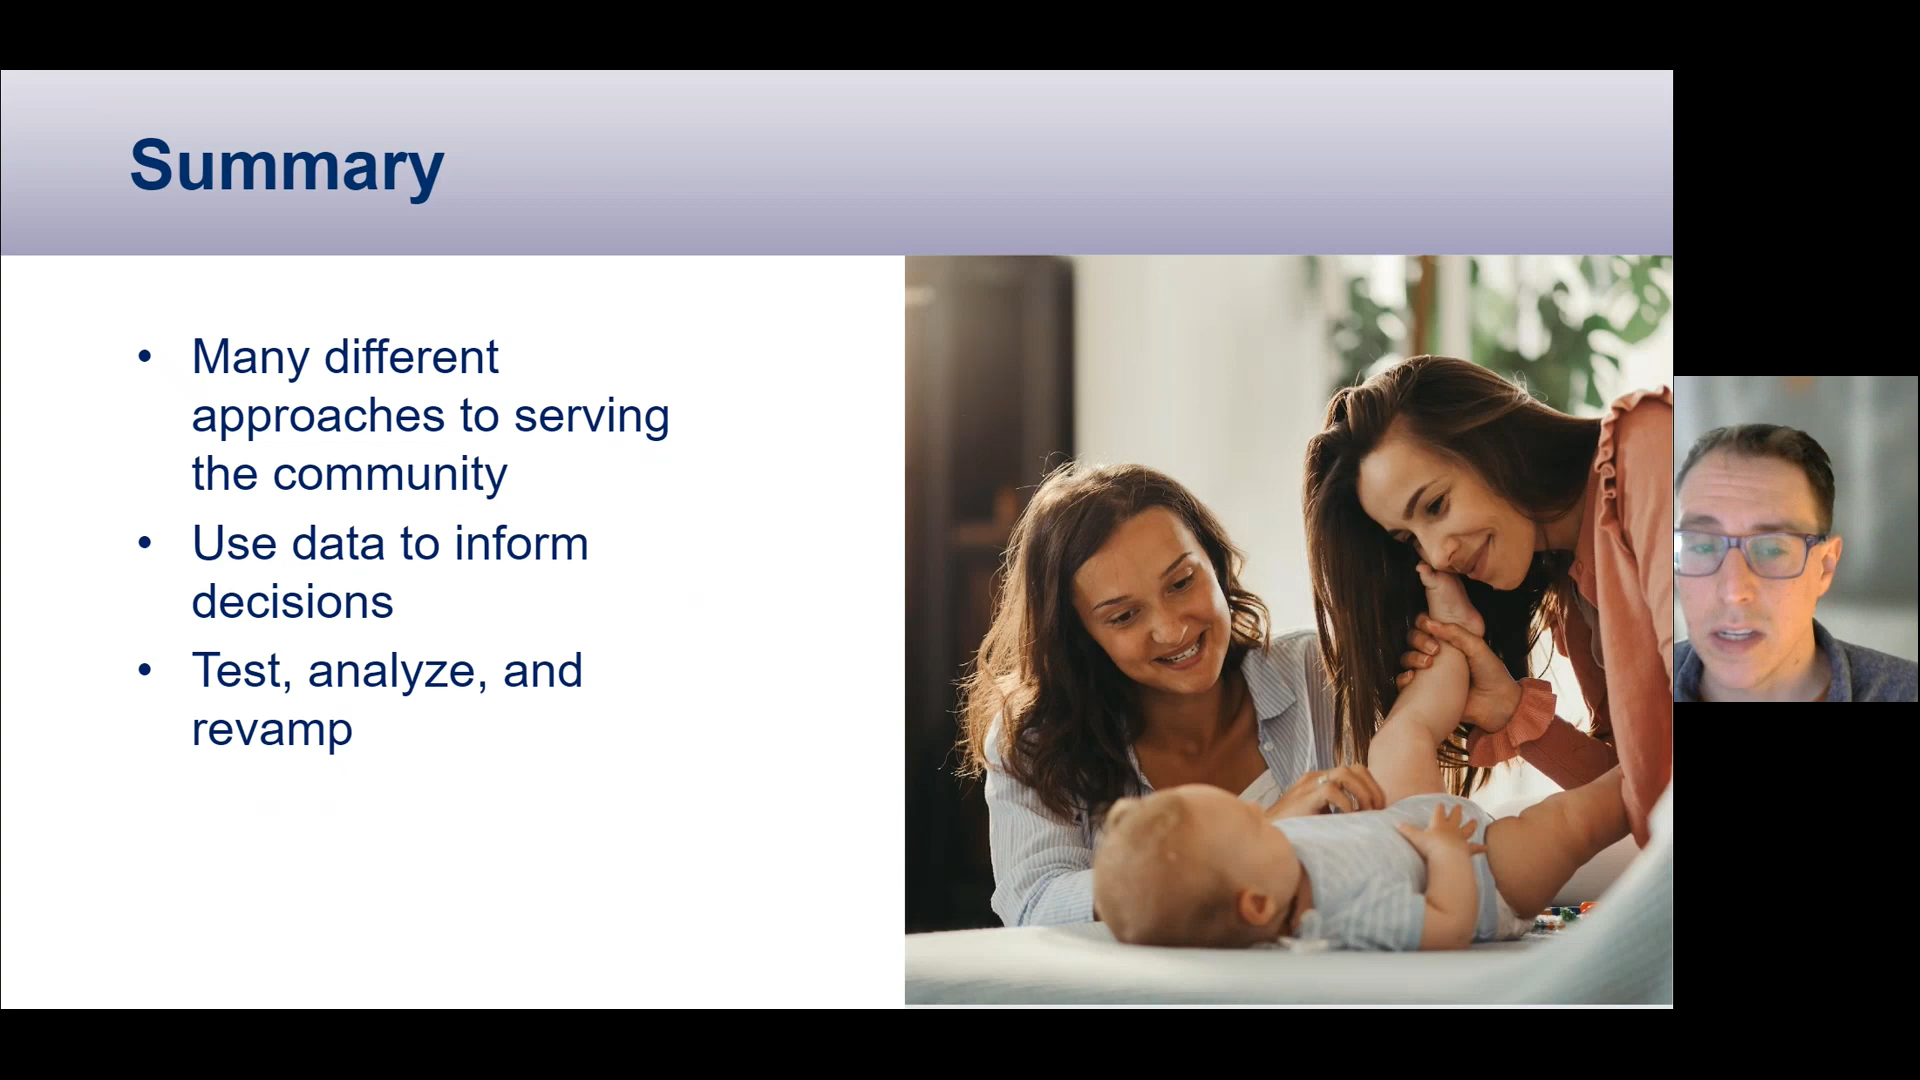 Summary
• Many different
approaches to serving
the community
• Use data to inform
decisions
• Test, analyze, and
revamp